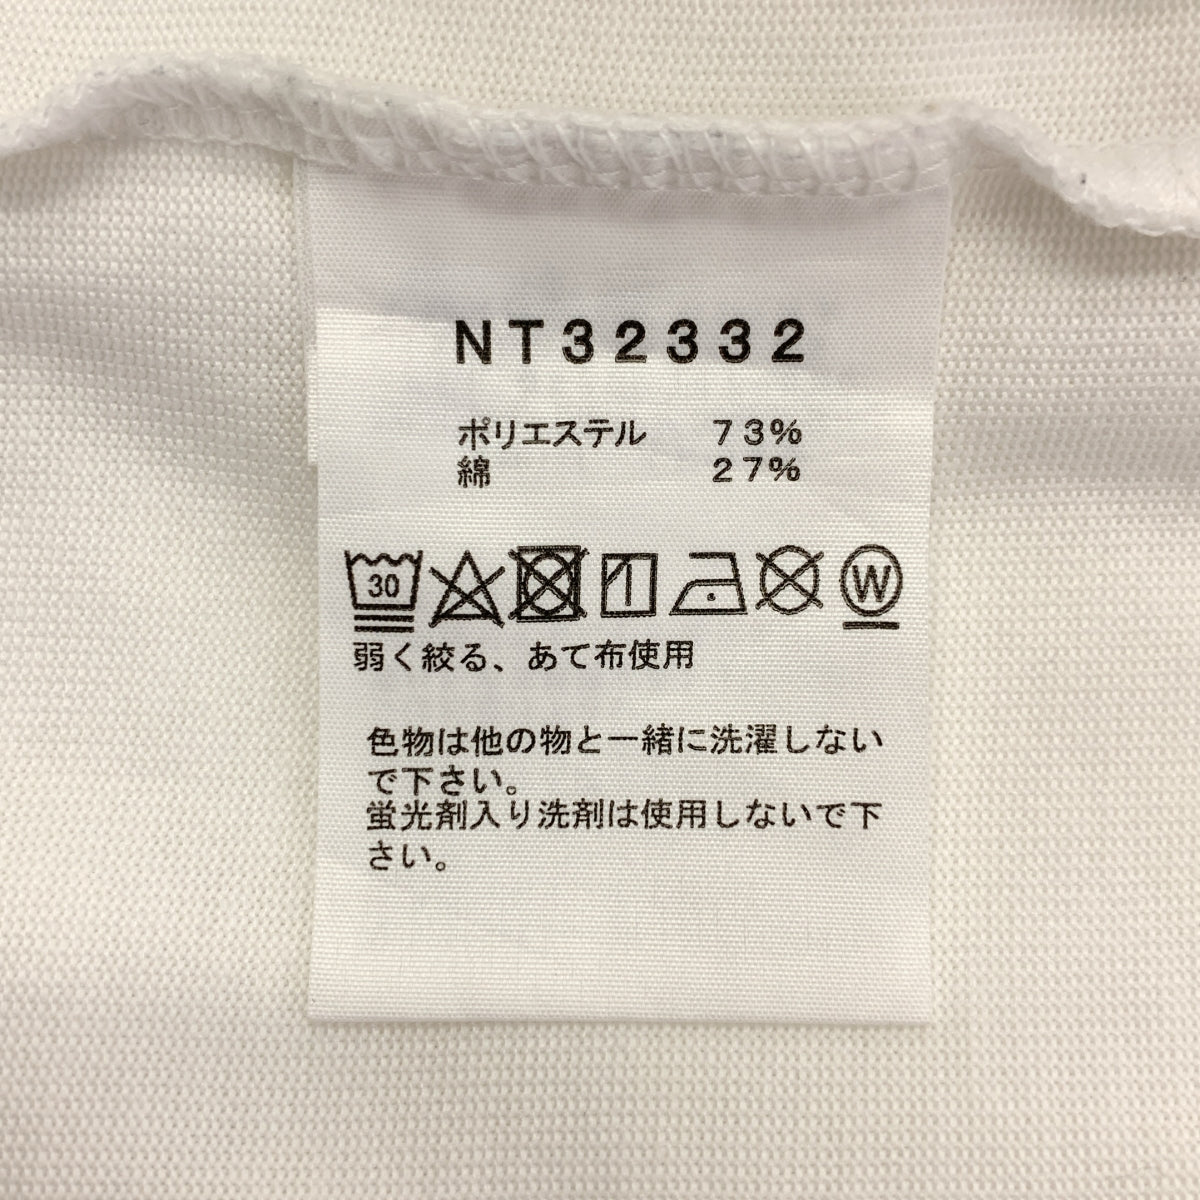 NT32332
ポリエステル 73%
綿 27%
30 W
弱く絞る、あて布使用
色物は他の物と一緒に洗濯しない
で下さい。
蛍光剤入り洗剤は使用しないで下
さい。